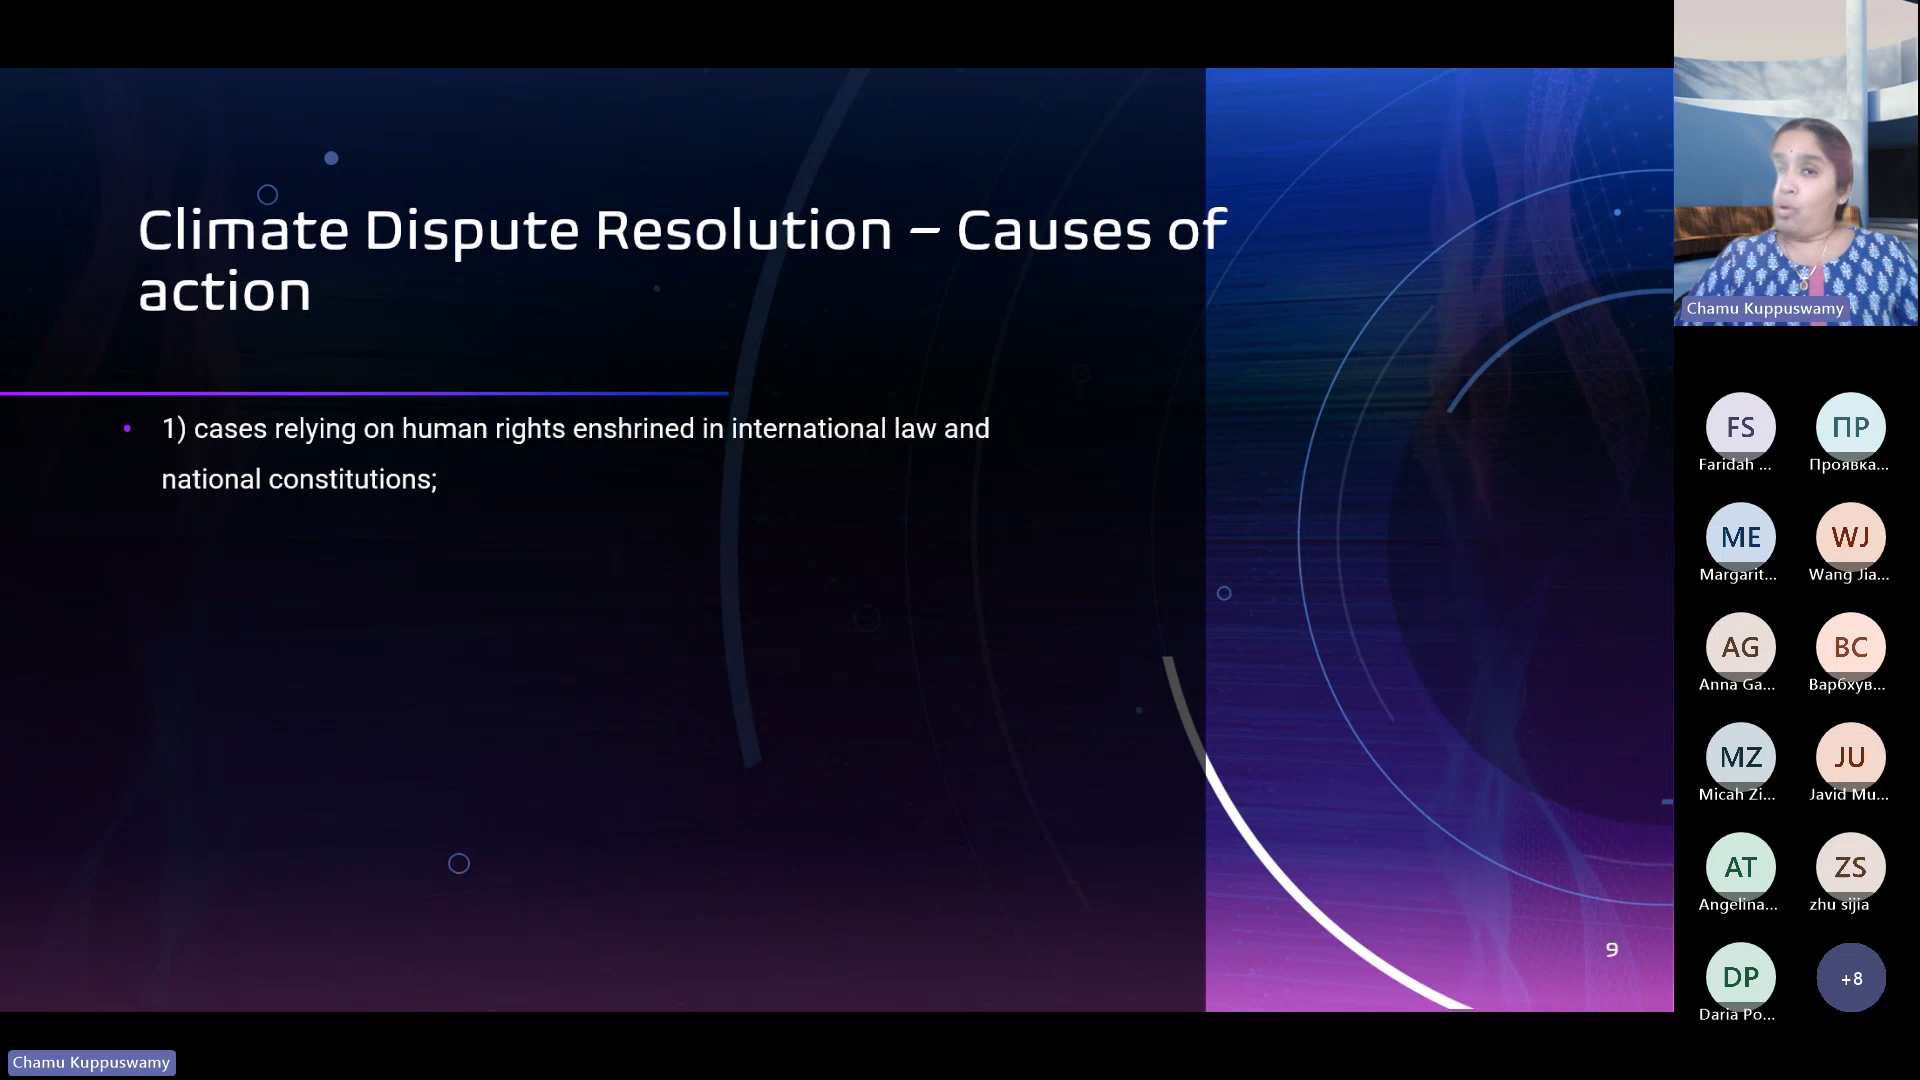 Climate Dispute Resolution – Causes of
action
• 1) cases relying on human rights enshrined in international law and
national constitutions;
9
Chamu Kuppuswamy
FS
ПР
Faridah ...
Проявка...
ME
WJ
Margarit...
Wang Jia...
AG
ВС
Anna Ga...
Варбхув...
MZ
JU
Micah Zi...
Javid Mu...
AT
ZS
Angelina...
zhu sijia
DP
+8
Daria Po...
Chamu Kuppuswamy